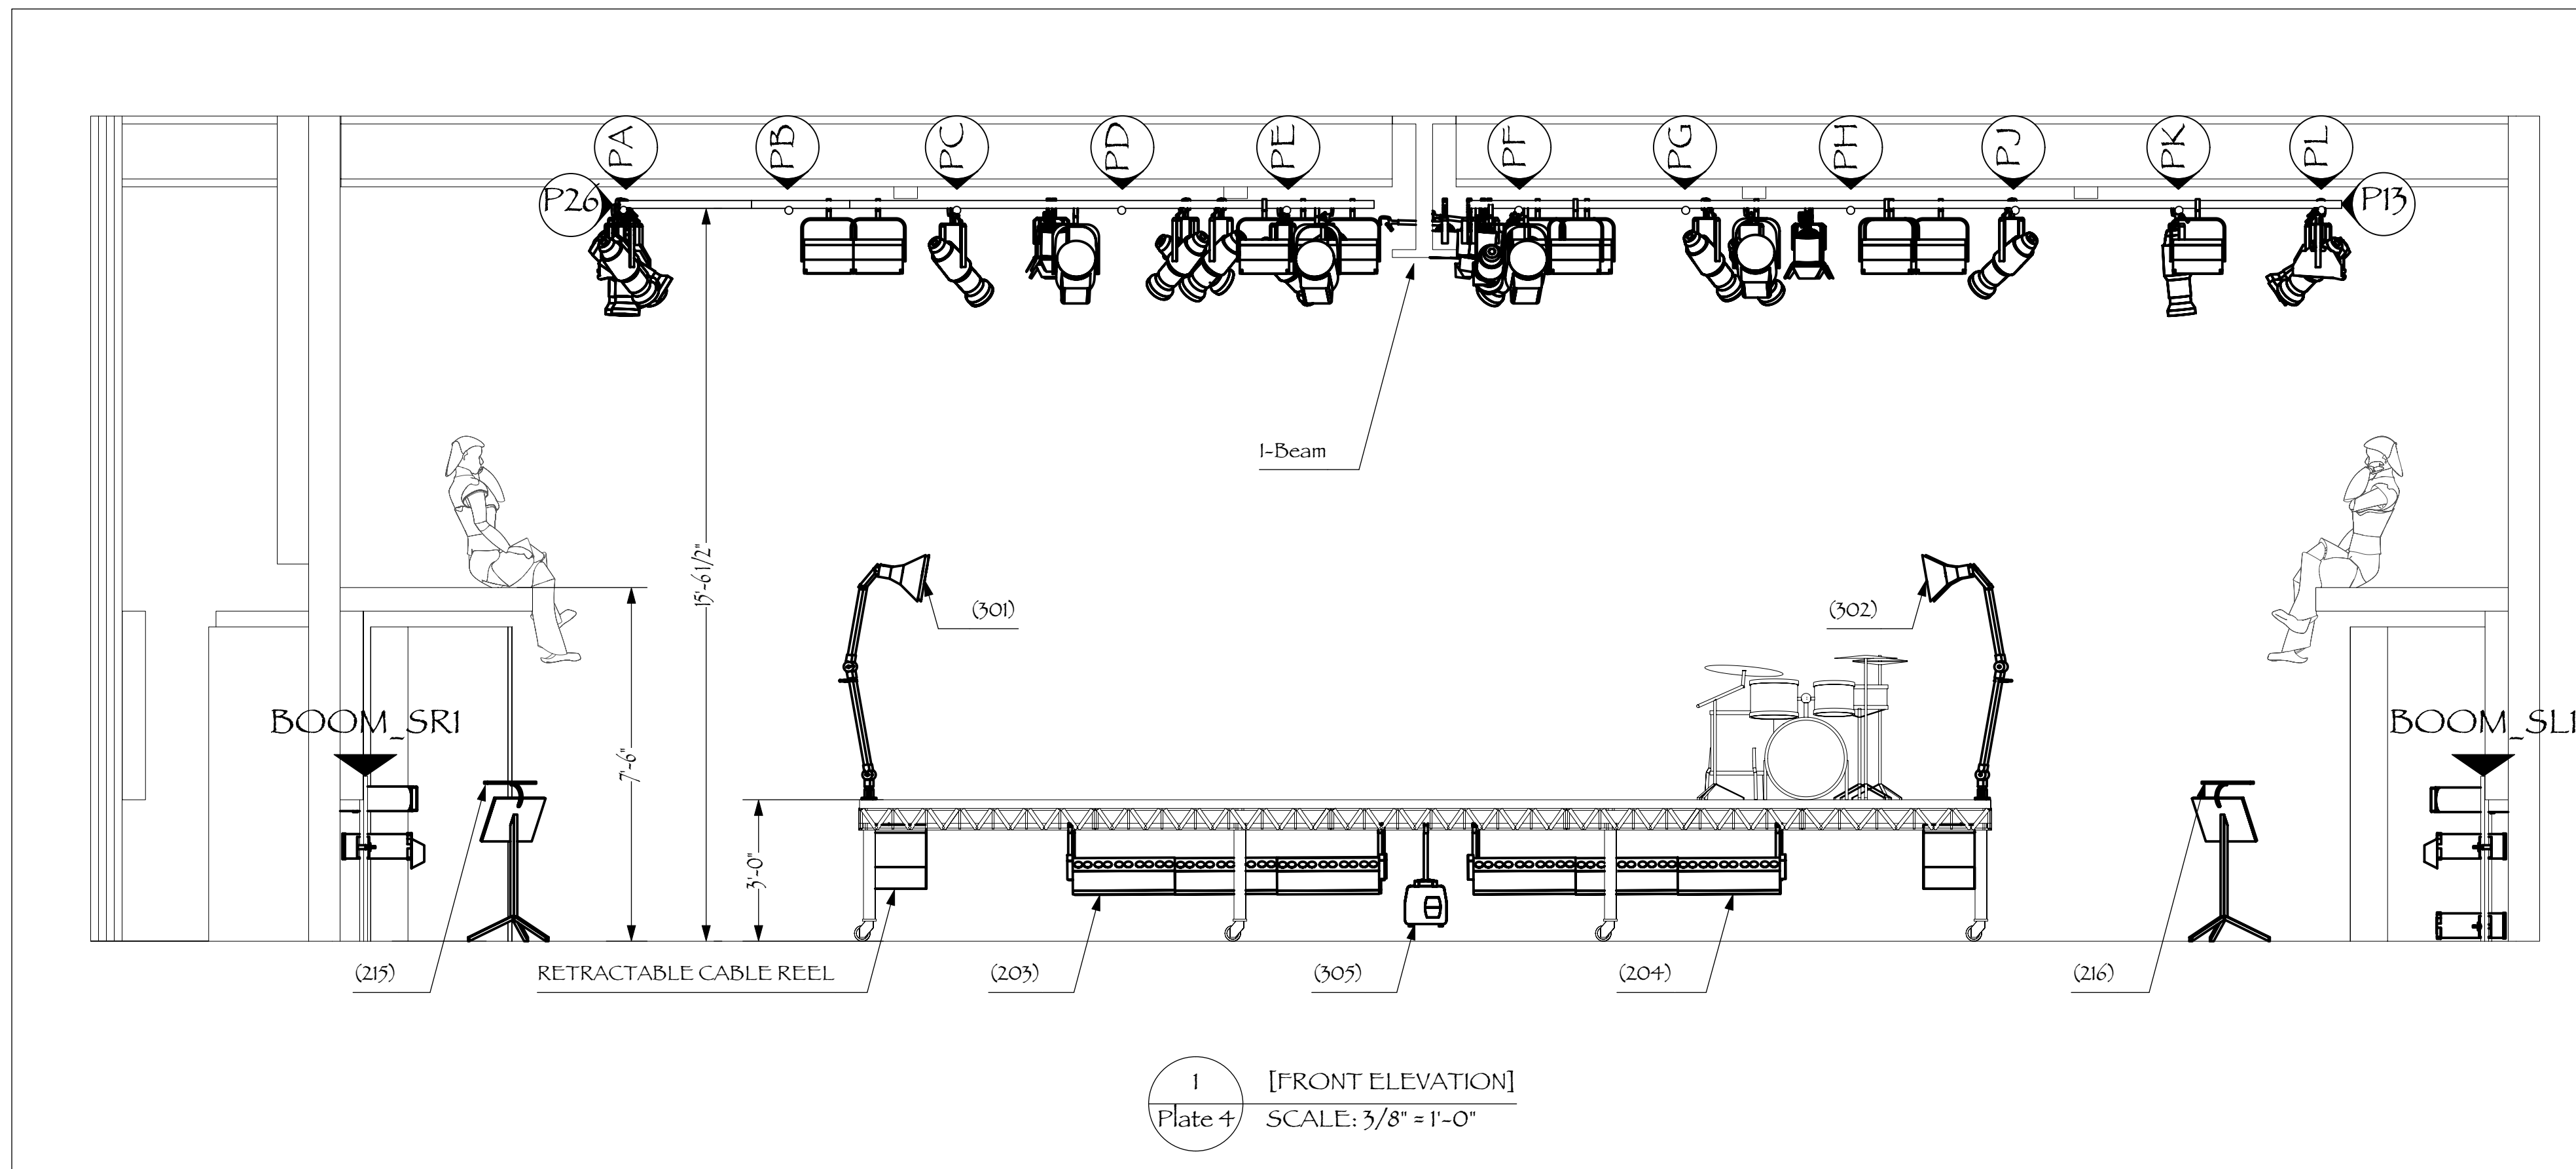 PA
PB
PC
PD
PE
PF
PG
PH
PJ
PK
PL
P26
P13
I-Beam
15'-6 1/2"
(301)
(302)
BOOM_SR1
BOOM_SL1
7'-6"
3'-0"
(215)
RETRACTABLE CABLE REEL
(203)
(305)
(204)
(216)
1
[FRONT ELEVATION]
Plate 4
SCALE: 3/8" = 1'-0"